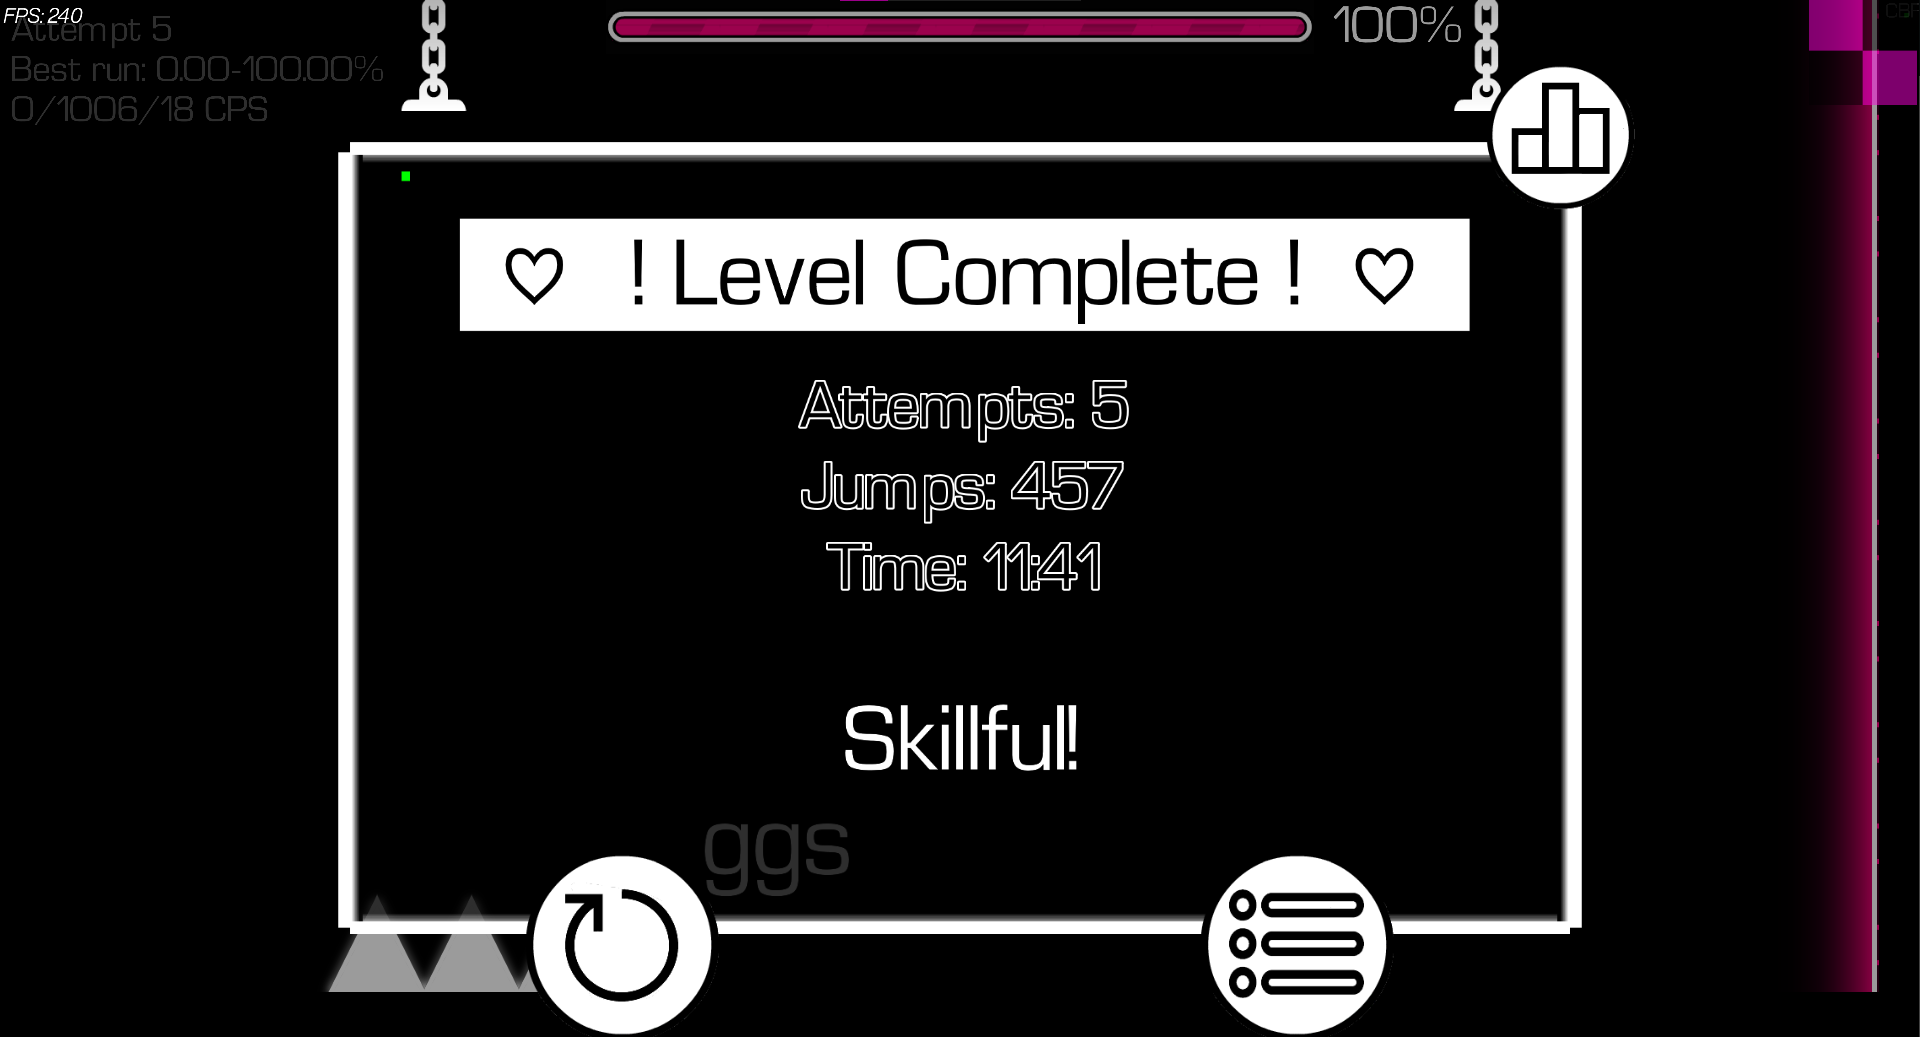 FPS: 240
Attempt 5
Best run: 0.00-100.00%
0/1006/18 CPS
100%
CBF
! Level Complete !
Attempts: 5
Jumps: 457
Time: 11:41
Skillful!
ggs